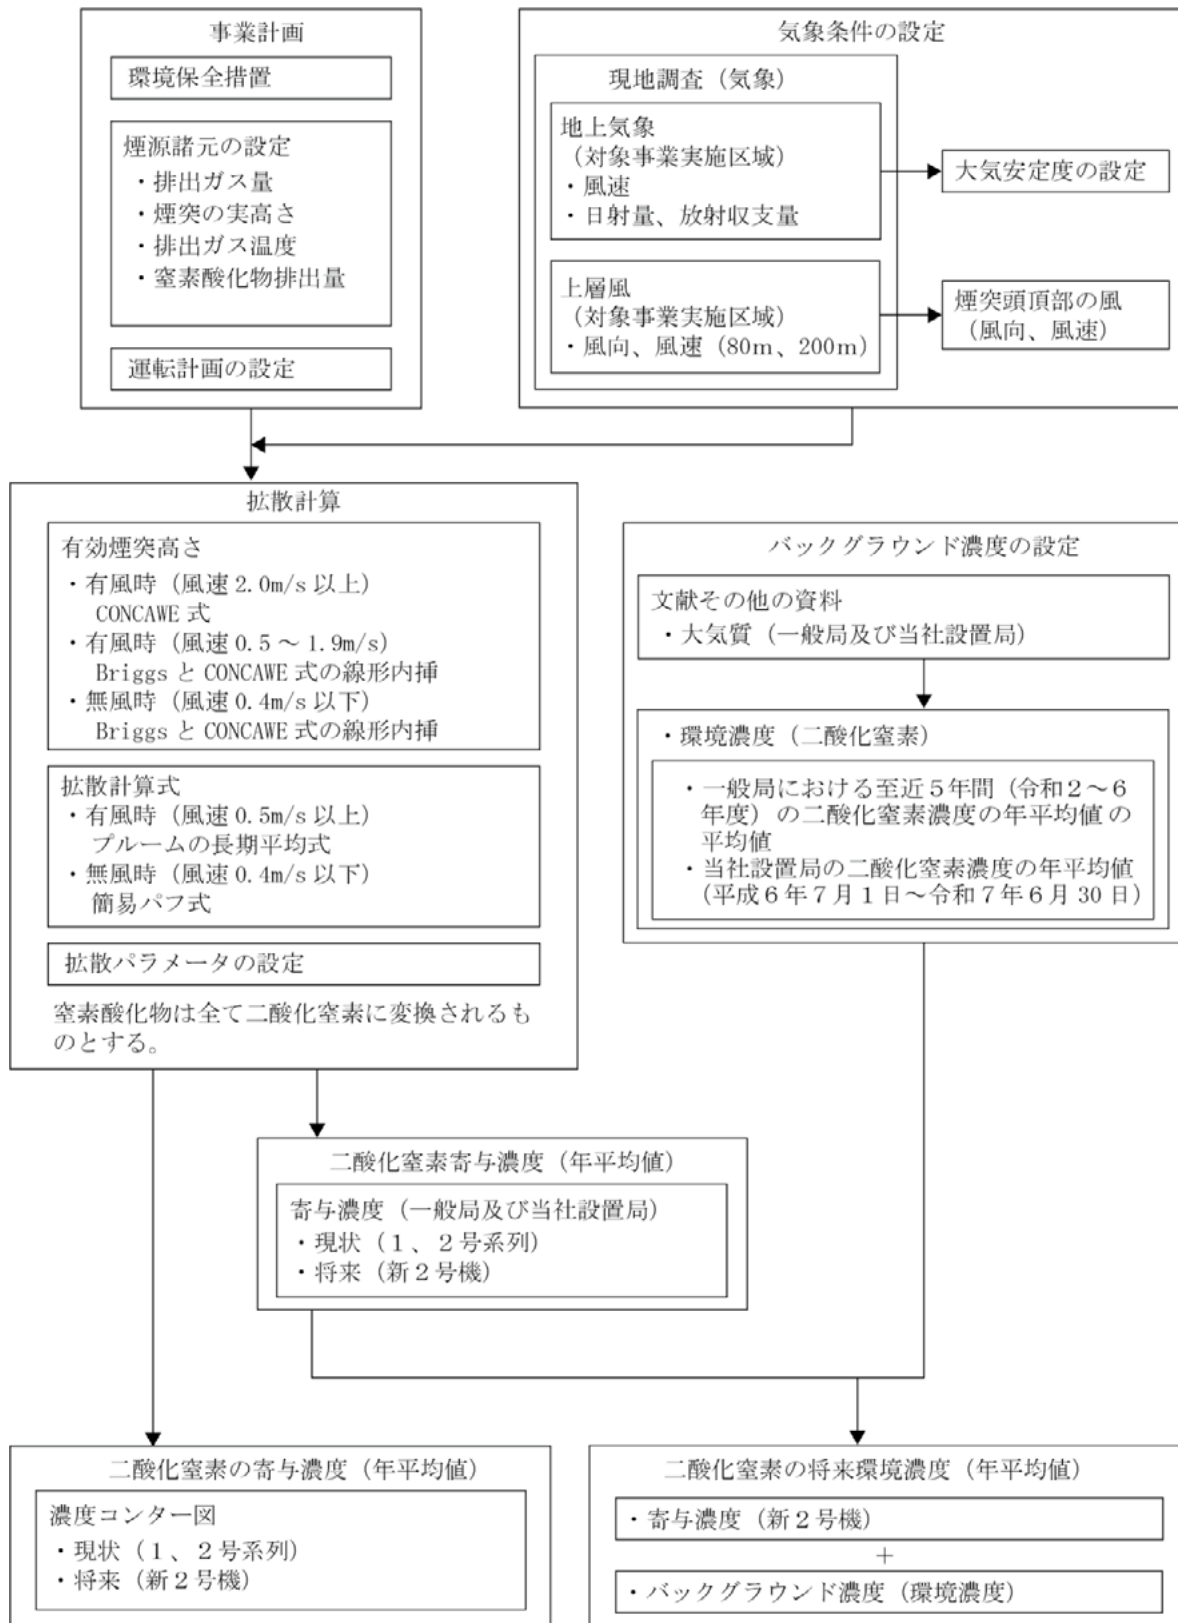 事業計画
環境保全措置
煙源諸元の設定
・排出ガス量
・煙突の実高さ
・排出ガス温度
・窒素酸化物排出量
運転計画の設定
気象条件の設定
現地調査(気象)
地上気象
(対象事業実施区域)
・風速
・日射量、放射収支量
大気安定度の設定
上層風
(対象事業実施区域)
・風向、風速(80m、200m)
煙突頭頂部の風
(風向、風速)
拡散計算
有効煙突高さ
・有風時(風速 2.0m/s 以上)
CONCAWE 式
・有風時(風速 0.5 ～ 1.9m/s)
Briggs と CONCAWE 式の線形内挿
・無風時(風速 0.4m/s 以下)
Briggs と CONCAWE 式の線形内挿
拡散計算式
・有風時(風速 0.5m/s 以上)
プルームの長期平均式
・無風時(風速 0.4m/s 以下)
簡易パフ式
拡散パラメータの設定
窒素酸化物は全て二酸化窒素に変換されるも
のとする。
バックグラウンド濃度の設定
文献その他の資料
・大気質(一般局及び当社設置局)
・環境濃度(二酸化窒素)
・一般局における至近5年間(令和2～6
年度)の二酸化窒素濃度の年平均値の
平均値
・当社設置局の二酸化窒素濃度の年平均値
(平成6年7月1日～令和7年6月30日)
二酸化窒素寄与濃度(年平均値)
寄与濃度(一般局及び当社設置局)
・現状(1、2号系列)
・将来(新2号機)
二酸化窒素の寄与濃度(年平均値)
濃度コンター図
・現状(1、2号系列)
・将来(新2号機)
二酸化窒素の将来環境濃度(年平均値)
・寄与濃度(新2号機)
+
・バックグラウンド濃度(環境濃度)